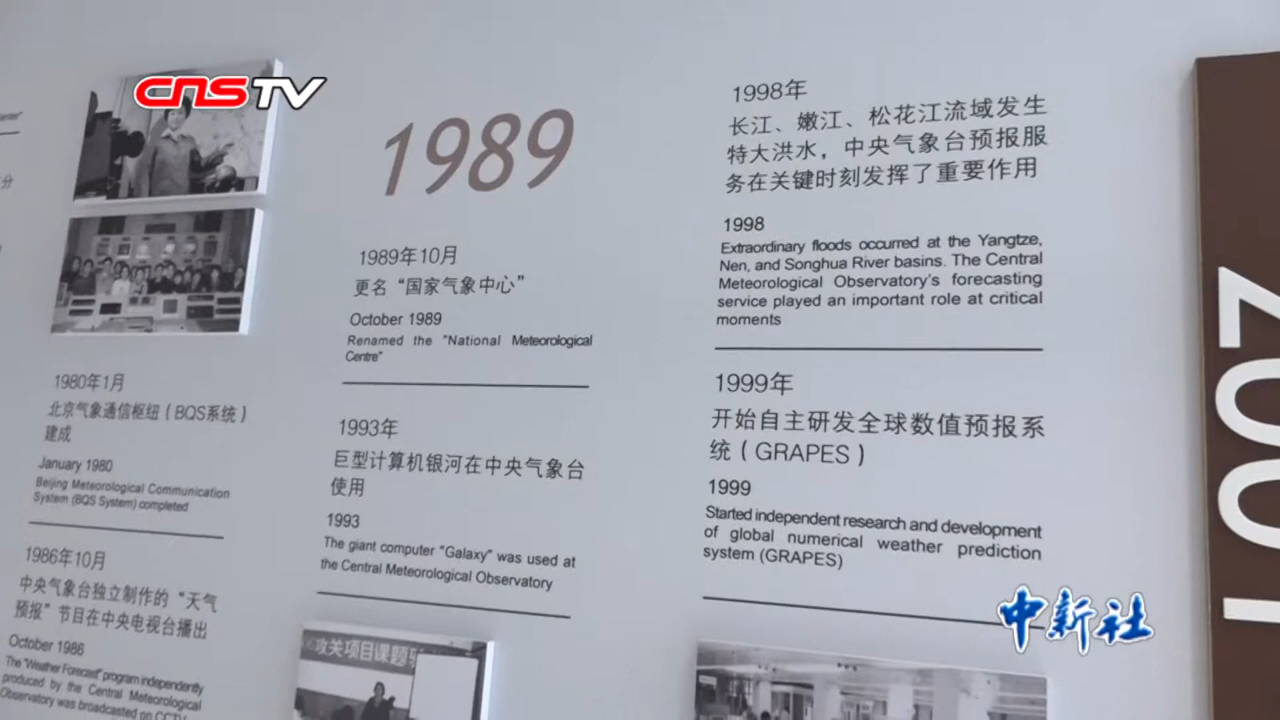 CNSTV
1980年1月
北京气象通信枢纽（BQS系统）
建成
January 1980
Beijing Meteorological Communication
System (BQS System) completed
1986年10月
中央气象台独立制作的“天气
预报”节目在中央电视台播出
October 1986
The "Weather Forecast" program independently
produced by the Central Meteorological
Observatory was broadcasted on CCTV
1989
1989年10月
更名“国家气象中心”
October 1989
Renamed the "National Meteorological
Centre"
1993年
巨型计算机银河在中央气象台
使用
1993
The giant computer "Galaxy" was used at
the Central Meteorological Observatory
攻关项目课题
1998年
长江、嫩江、松花江流域发生
特大洪水，中央气象台预报服
务在关键时刻发挥了重要作用
1998
Extraordinary floods occurred at the Yangtze,
Nen, and Songhua River basins. The Central
Meteorological Observatory's forecasting
service played an important role at critical
moments
1999年
开始自主研发全球数值预报系
统（GRAPES）
1999
Started independent research and development
of global numerical weather prediction
system (GRAPES)
中新社